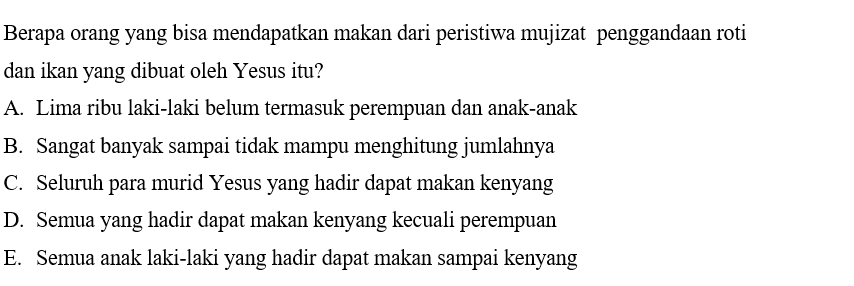 Berapa orang yang bisa mendapatkan makan dari peristiwa mujizat penggandaan roti
dan ikan yang dibuat oleh Yesus itu?
A. Lima ribu laki-laki belum termasuk perempuan dan anak-anak
B. Sangat banyak sampai tidak mampu menghitung jumlahnya
C. Seluruh para murid Yesus yang hadir dapat makan kenyang
D. Semua yang hadir dapat makan kenyang kecuali perempuan
E. Semua anak laki-laki yang hadir dapat makan sampai kenyang